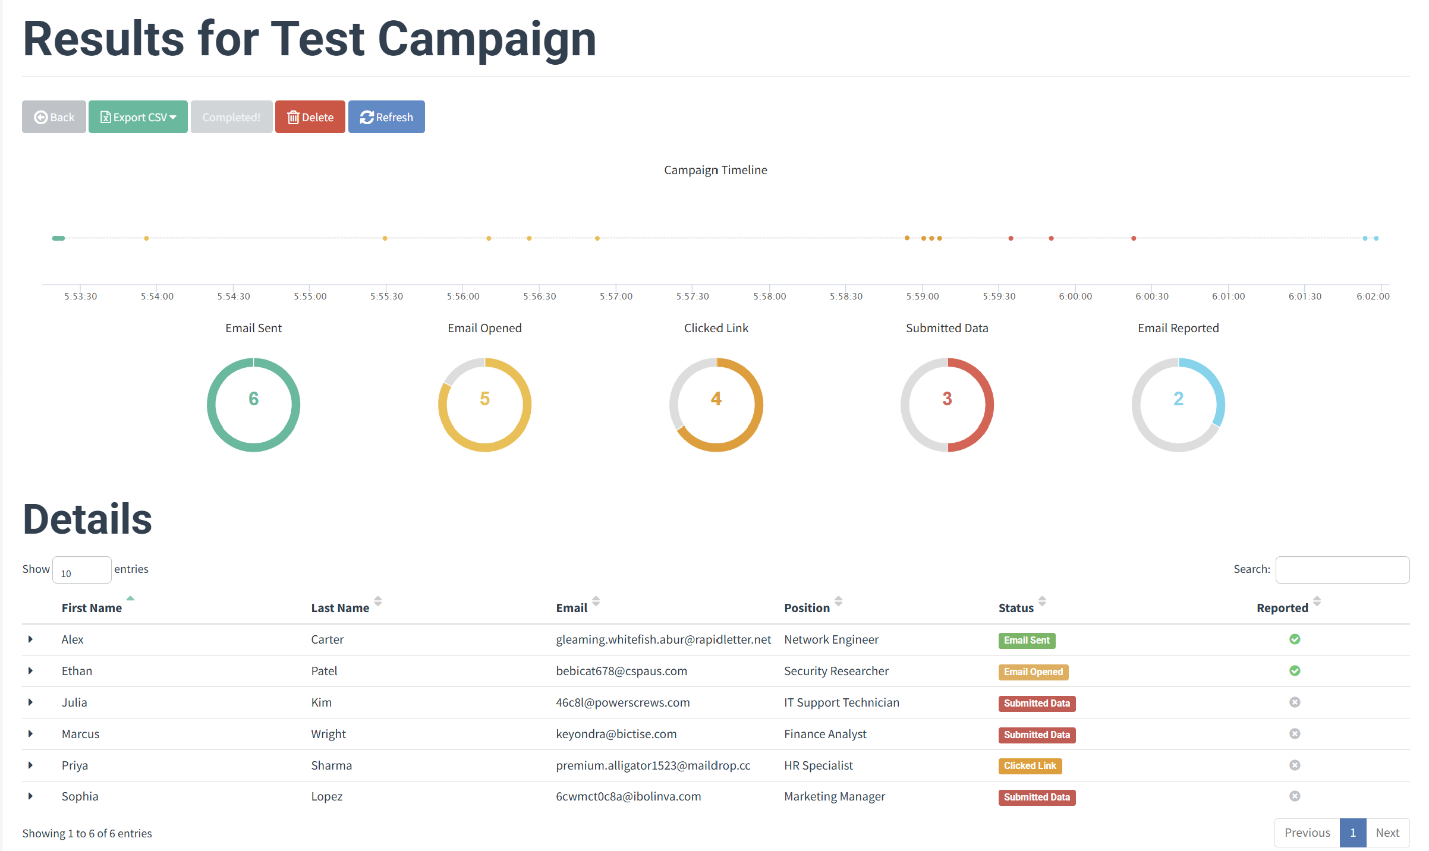 Results for Test Campaign
Back Export CSV Completed! Delete Refresh
Campaign Timeline
5:53:30 5:54:00 5:54:30 5:55:00 5:55:30 5:56:00 5:56:30 5:57:00 5:57:30 5:58:00 5:58:30 5:59:00 5:59:30 6:00:00 6:00:30 6:01:00 6:01:30 6:02:00
Email Sent Email Opened Clicked Link Submitted Data Email Reported
6 5 4 3 2
Details
Show 10 entries Search:
First Name Last Name Email Position Status Reported
Alex Carter gleaming.whitefish.abur@rapidletter.net Network Engineer Email Sent
Ethan Patel bebicat678@cspaus.com Security Researcher Email Opened
Julia Kim 46c8l@powerscrews.com IT Support Technician Submitted Data
Marcus Wright keyondra@bictise.com Finance Analyst Submitted Data
Priya Sharma premium.alligator1523@maildrop.cc HR Specialist Clicked Link
Sophia Lopez 6cwmct0c8a@ibolinva.com Marketing Manager Submitted Data
Showing 1 to 6 of 6 entries Previous 1 Next